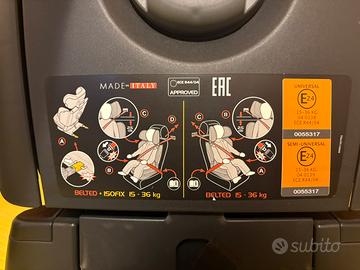 MADE IN ITALY
ECE R44/04
APPROVED
EAC
UNIVERSAL
E24
15-36 KG
ECE R44/04
0055317
SEMI-UNIVERSAL
E24
15-36 KG
ECE R44/04
0055317
A
B
C
D
A
B
C
D
BELTED + ISOFIX 15 - 36 kg
BELTED 15 - 36 kg
subito